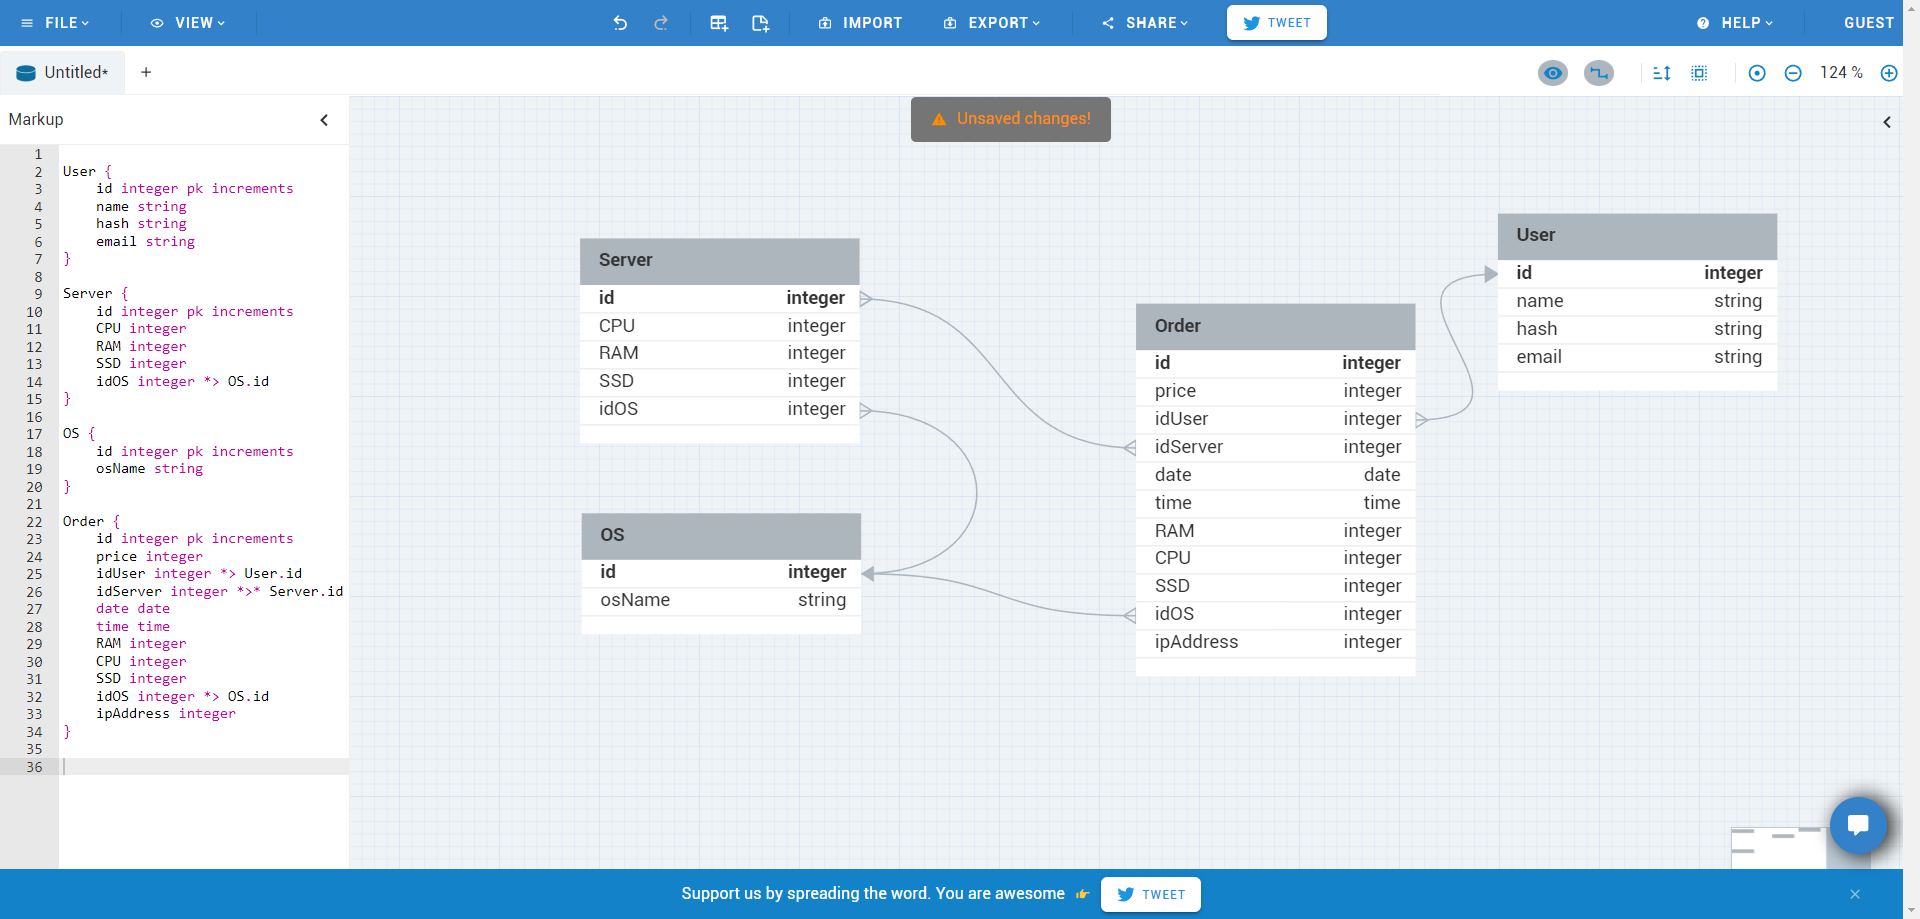 FILE VIEW IMPORT EXPORT SHARE TWEET HELP GUEST
Untitled* + 124 %
Markup
Unsaved changes!
1
2 User {
3 id integer pk increments
4 name string
5 hash string
6 email string
7 }
8
9 Server {
10 id integer pk increments
11 CPU integer
12 RAM integer
13 SSD integer
14 idOS integer *> OS.id
15 }
16
17 OS {
18 id integer pk increments
19 osName string
20 }
21
22 Order {
23 id integer pk increments
24 price integer
25 idUser integer *> User.id
26 idServer integer *>* Server.id
27 date date
28 time time
29 RAM integer
30 CPU integer
31 SSD integer
32 idOS integer *> OS.id
33 ipAddress integer
34 }
35
36
Server
id integer
CPU integer
RAM integer
SSD integer
idOS integer
OS
id integer
osName string
Order
id integer
price integer
idUser integer
idServer integer
date date
time time
RAM integer
CPU integer
SSD integer
idOS integer
ipAddress integer
User
id integer
name string
hash string
email string
Support us by spreading the word. You are awesome 👉 TWEET